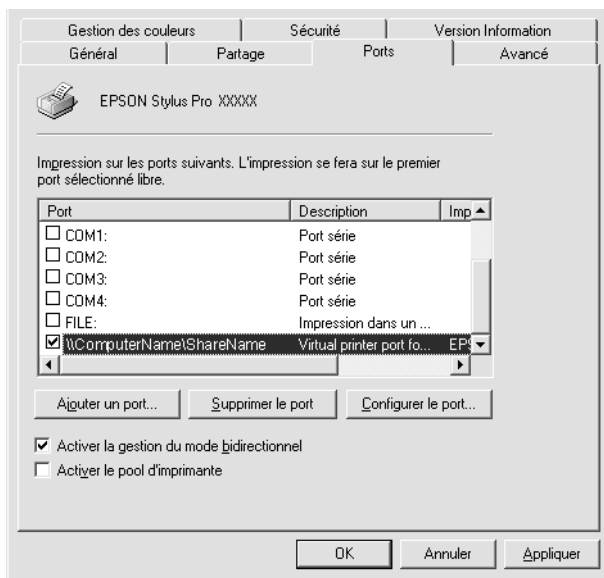 Gestion des couleurs Sécurité Version Information
Général Partage Ports Avancé
EPSON Stylus Pro XXXXX
Impression sur les ports suivants. L'impression se fera sur le premier
port sélectionné libre.
Port Description Imp
COM1: Port série
COM2: Port série
COM3: Port série
COM4: Port série
FILE: Impression dans un ...
\\ComputerName\ShareName Virtual printer port fo... EPS
Ajouter un port... Supprimer le port Configurer le port...
Activer la gestion du mode bidirectionnel
Activer le pool d'imprimante
OK Annuler Appliquer